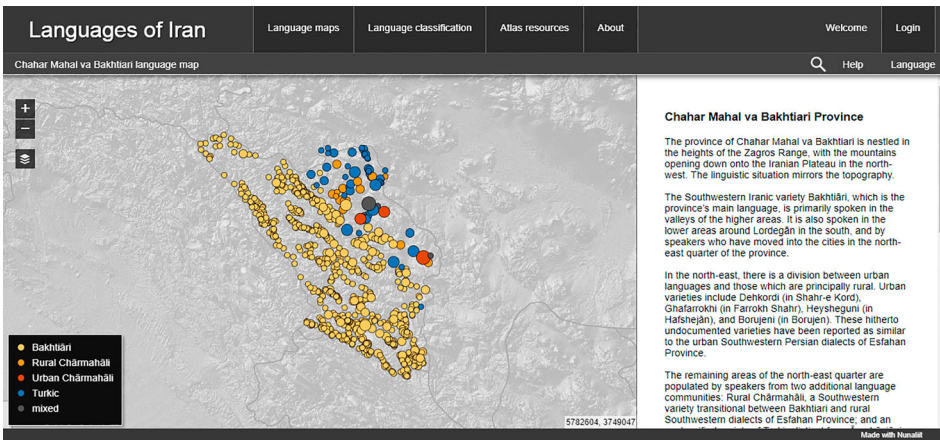 Languages of Iran
Language maps
Language classification
Atlas resources
About
Welcome
Login
Chahar Mahal va Bakhtiari language map
Help
Language
+
−
Bakhtiāri
Rural Chārmahāli
Urban Chārmahāli
Turkic
mixed
5782604, 3749047
Chahar Mahal va Bakhtiari Province
The province of Chahar Mahal va Bakhtiari is nestled in
the heights of the Zagros Range, with the mountains
opening down onto the Iranian Plateau in the north-
west. The linguistic situation mirrors the topography.
The Southwestern Iranic variety Bakhtiāri, which is the
province's main language, is primarily spoken in the
valleys of the higher areas. It is also spoken in the
lower areas around Lordegān in the south, and by
speakers who have moved into the cities in the north-
east quarter of the province.
In the north-east, there is a division between urban
languages and those which are principally rural. Urban
varieties include Dehkordi (in Shahr-e Kord),
Ghafarrokhi (in Farrokh Shahr), Heysheguni (in
Hafshejān), and Borujeni (in Borujen). These hitherto
undocumented varieties have been reported as similar
to the urban Southwestern Persian dialects of Esfahan
Province.
The remaining areas of the north-east quarter are
populated by speakers from two additional language
communities: Rural Chārmahāli, a Southwestern
variety transitional between Bakhtiari and rural
Southwestern dialects of Esfahan Province; and an
Made with Nunaliit